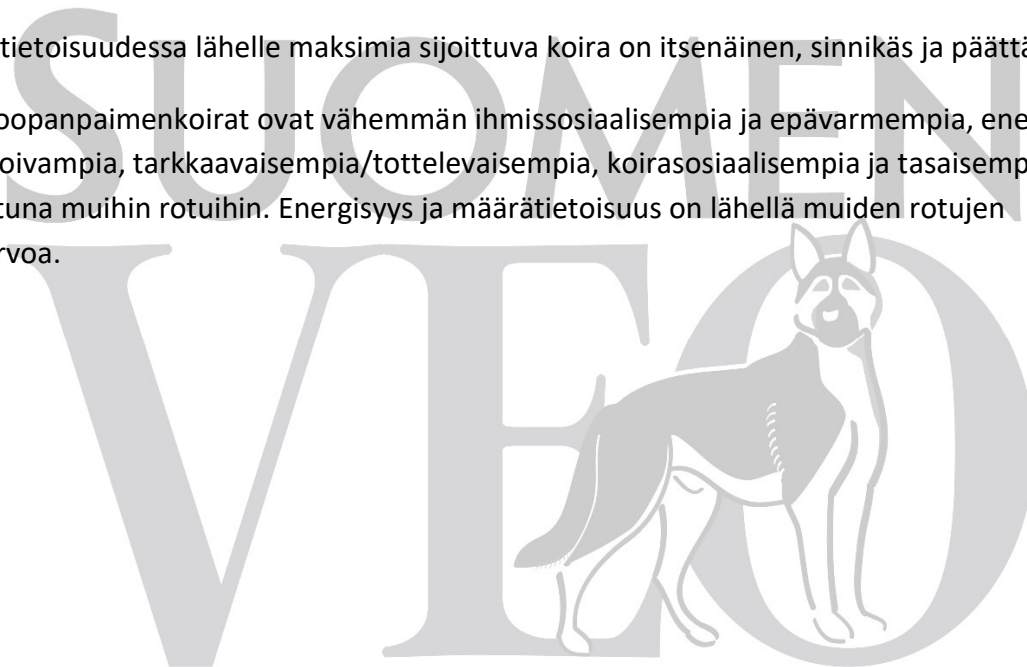 tietoisuudessa lähelle maksimia sijoittuva koira on itsenäinen, sinnikäs ja päättä
oopanpaimenkoirat ovat vähemmän ihmissosiaalisempia ja epävarmempia, ene
oivampia, tarkkaavaisempia/tottelevaisempia, koirasosiaalisempia ja tasaisemp
tuna muihin rotuihin. Energisyys ja määrätietoisuus on lähellä muiden rotujen
rvoa.
SUOMEN
VEO